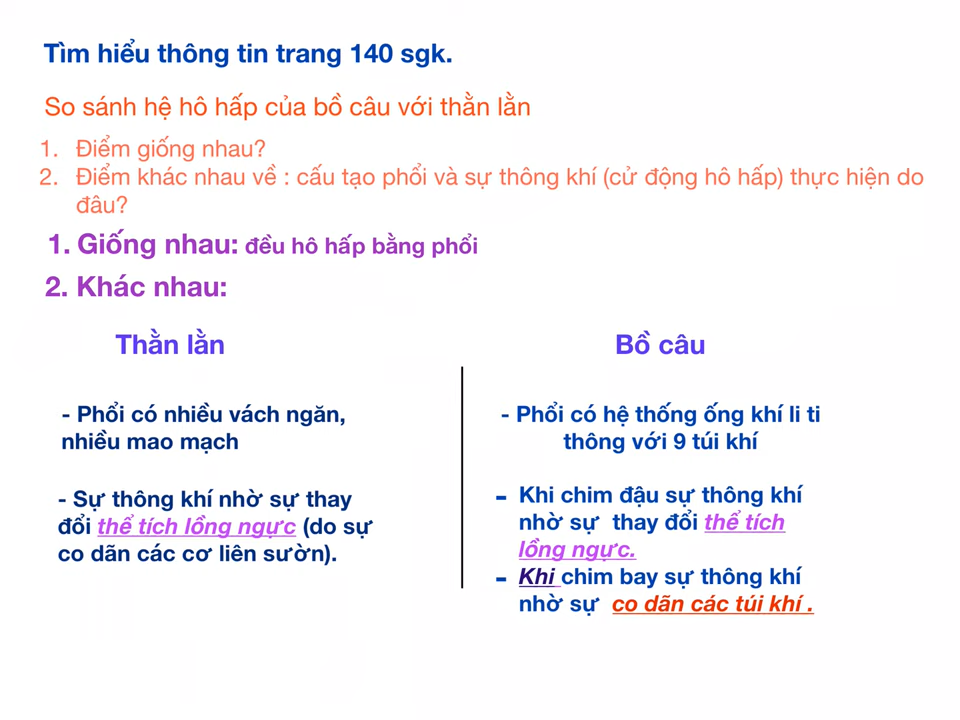 Tìm hiểu thông tin trang 140 sgk.
So sánh hệ hô hấp của bồ câu với thằn lằn
1. Điểm giống nhau?
2. Điểm khác nhau về : cấu tạo phổi và sự thông khí (cử động hô hấp) thực hiện do
đâu?
1. Giống nhau: đều hô hấp bằng phổi
2. Khác nhau:
Thằn lằn
- Phổi có nhiều vách ngăn,
nhiều mao mạch
- Sự thông khí nhờ sự thay
đổi thể tích lồng ngực (do sự
co dãn các cơ liên sườn).
Bồ câu
- Phổi có hệ thống ống khí li ti
thông với 9 túi khí
- Khi chim đậu sự thông khí
nhờ sự thay đổi thể tích
lồng ngực.
- Khi chim bay sự thông khí
nhờ sự co dãn các túi khí .